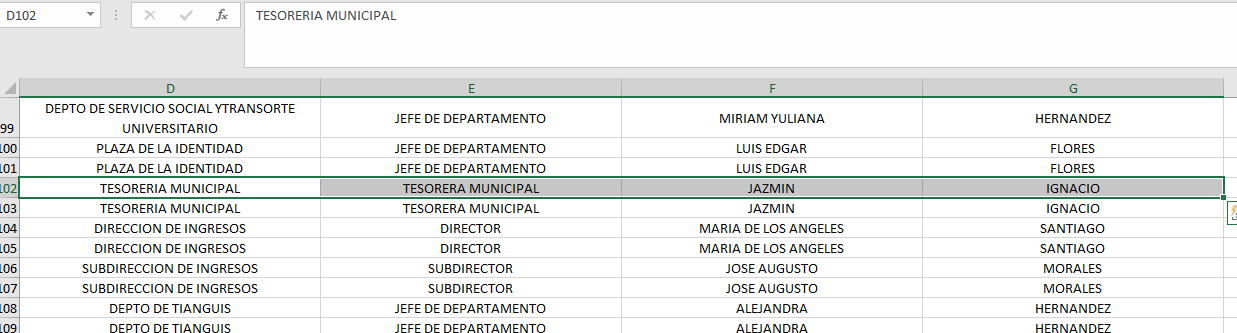 D102 fx TESORERIA MUNICIPAL
D E F G
DEPTO DE SERVICIO SOCIAL YTRANSORTE
99 UNIVERSITARIO JEFE DE DEPARTAMENTO MIRIAM YULIANA HERNANDEZ
100 PLAZA DE LA IDENTIDAD JEFE DE DEPARTAMENTO LUIS EDGAR FLORES
101 PLAZA DE LA IDENTIDAD JEFE DE DEPARTAMENTO LUIS EDGAR FLORES
102 TESORERIA MUNICIPAL TESORERA MUNICIPAL JAZMIN IGNACIO
103 TESORERIA MUNICIPAL TESORERA MUNICIPAL JAZMIN IGNACIO
104 DIRECCION DE INGRESOS DIRECTOR MARIA DE LOS ANGELES SANTIAGO
105 DIRECCION DE INGRESOS DIRECTOR MARIA DE LOS ANGELES SANTIAGO
106 SUBDIRECCION DE INGRESOS SUBDIRECTOR JOSE AUGUSTO MORALES
107 SUBDIRECCION DE INGRESOS SUBDIRECTOR JOSE AUGUSTO MORALES
108 DEPTO DE TIANGUIS JEFE DE DEPARTAMENTO ALEJANDRA HERNANDEZ
109 DEPTO DE TIANGUIS JEFE DE DEPARTAMENTO ALEJANDRA HERNANDEZ